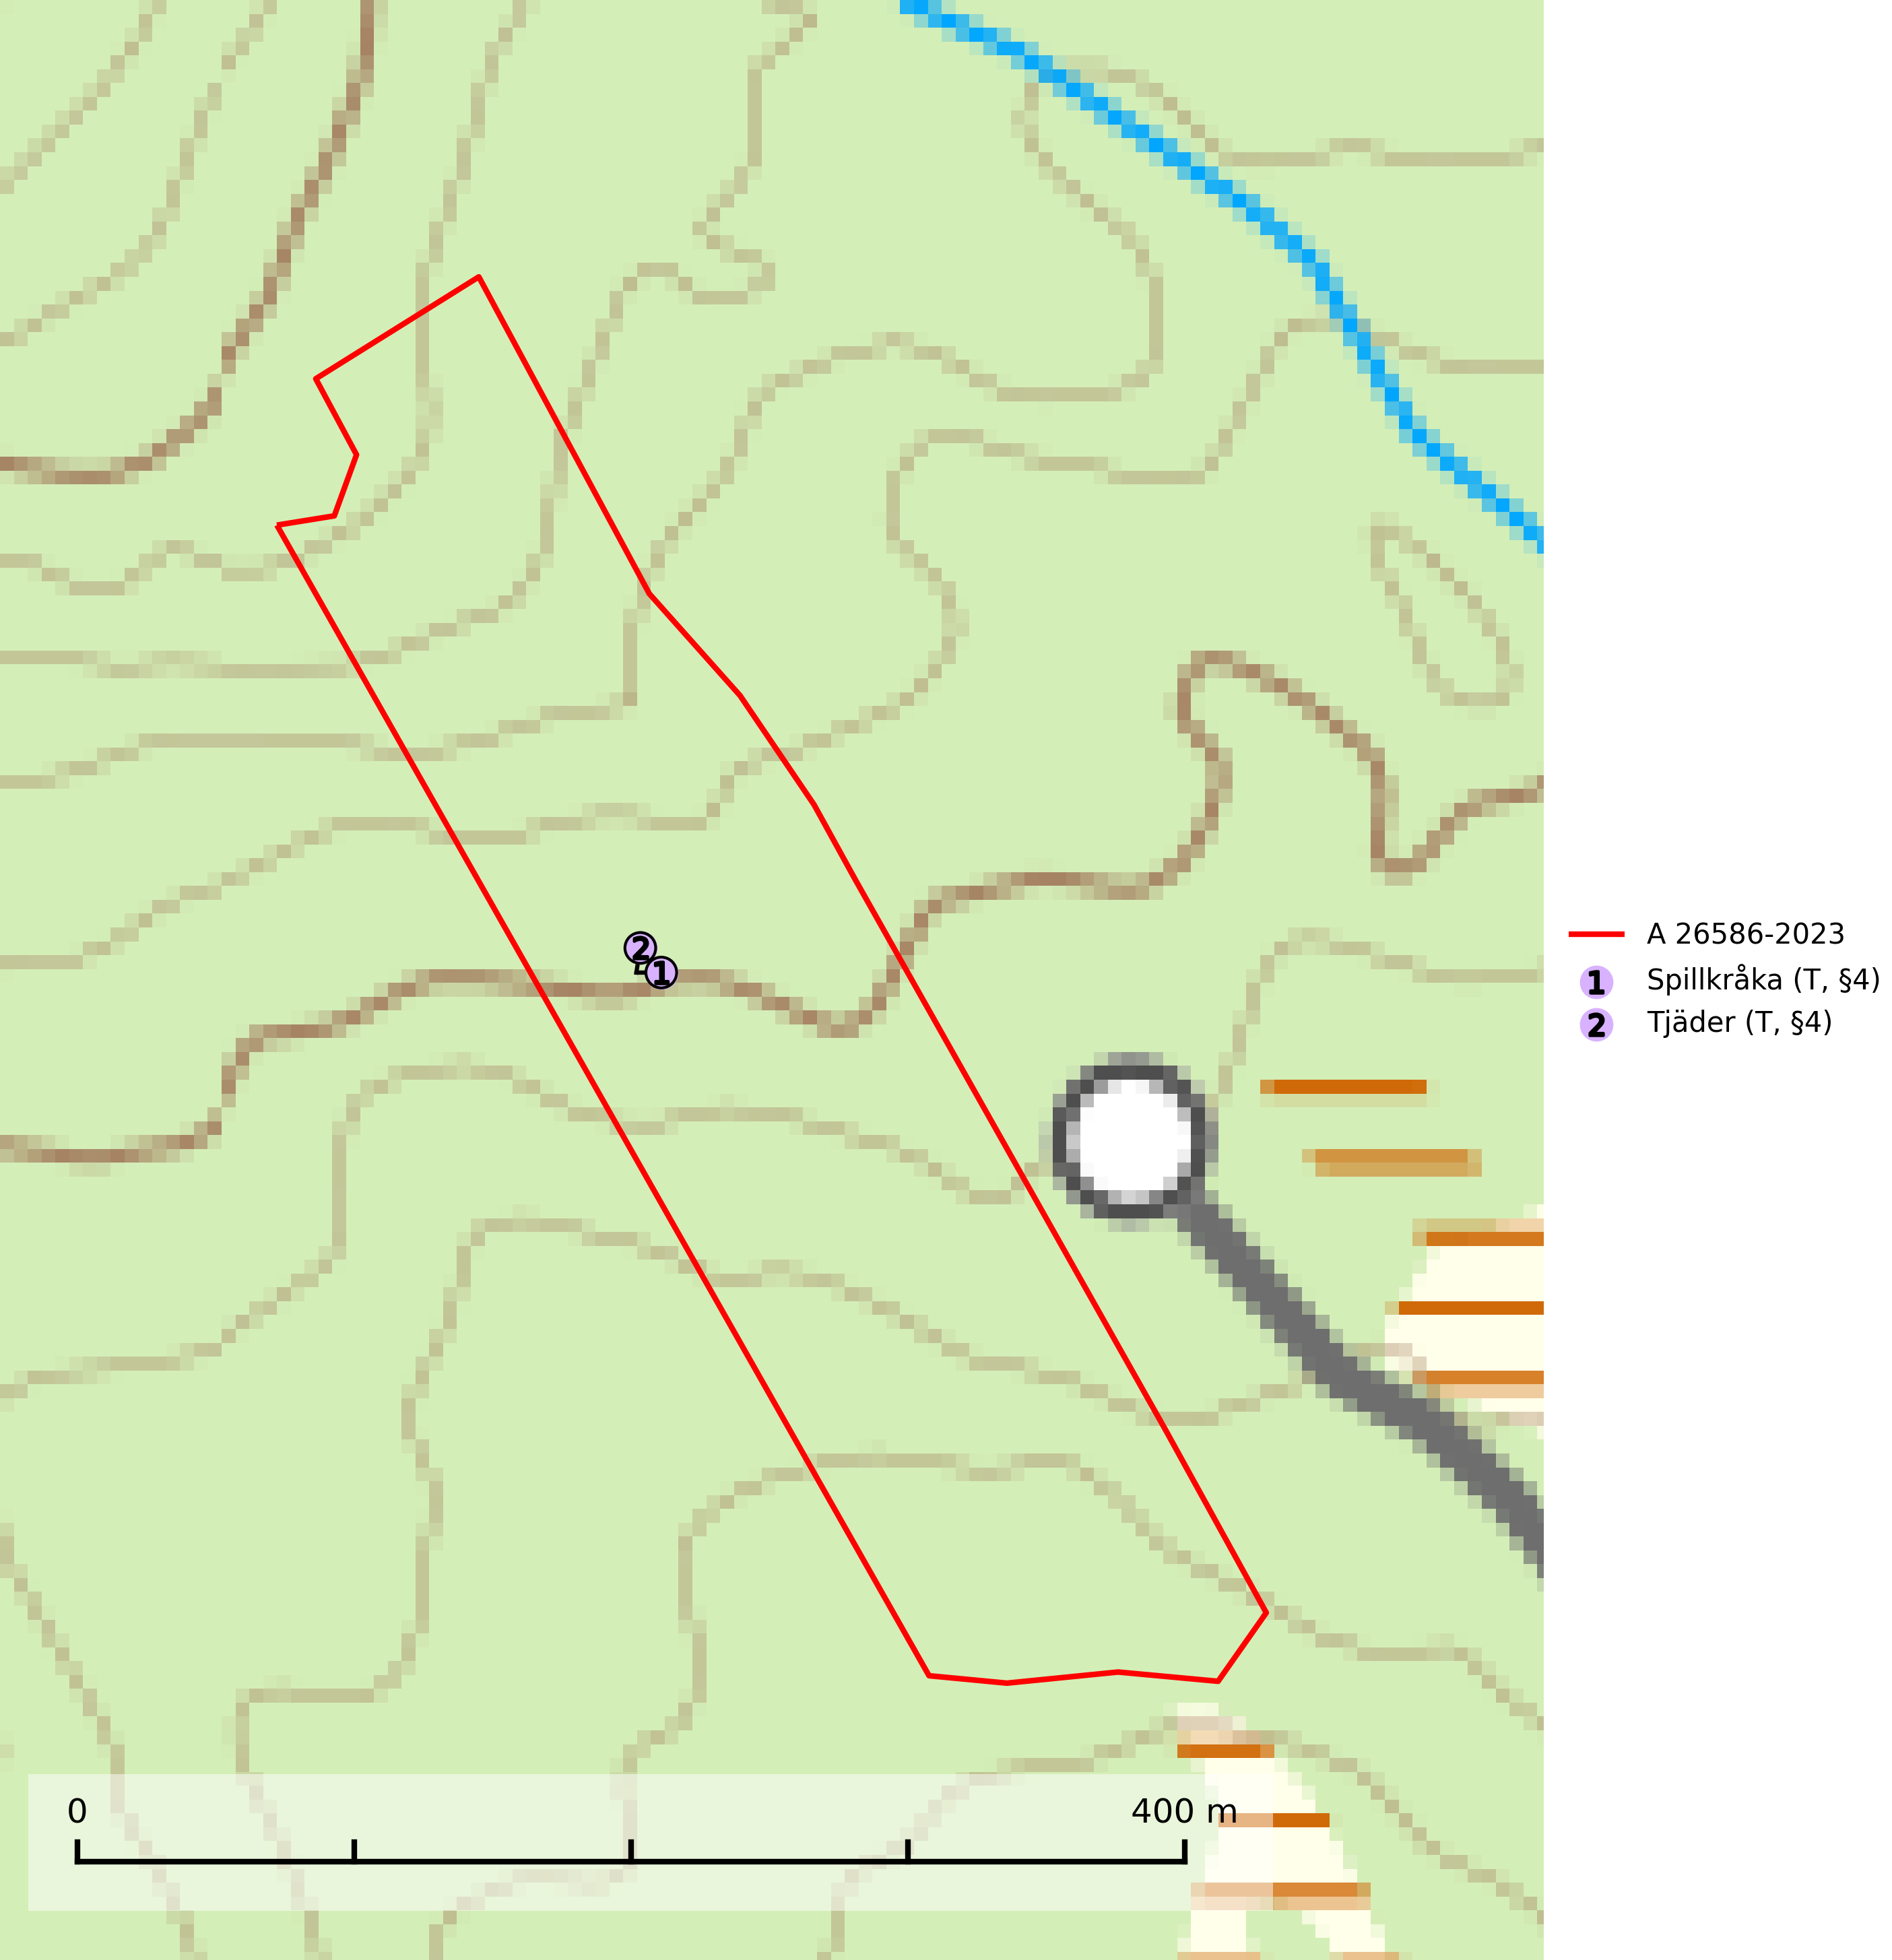 2
1
A 26586-2023
1 Spillkråka (T, §4)
2 Tjäder (T, §4)
0 400 m